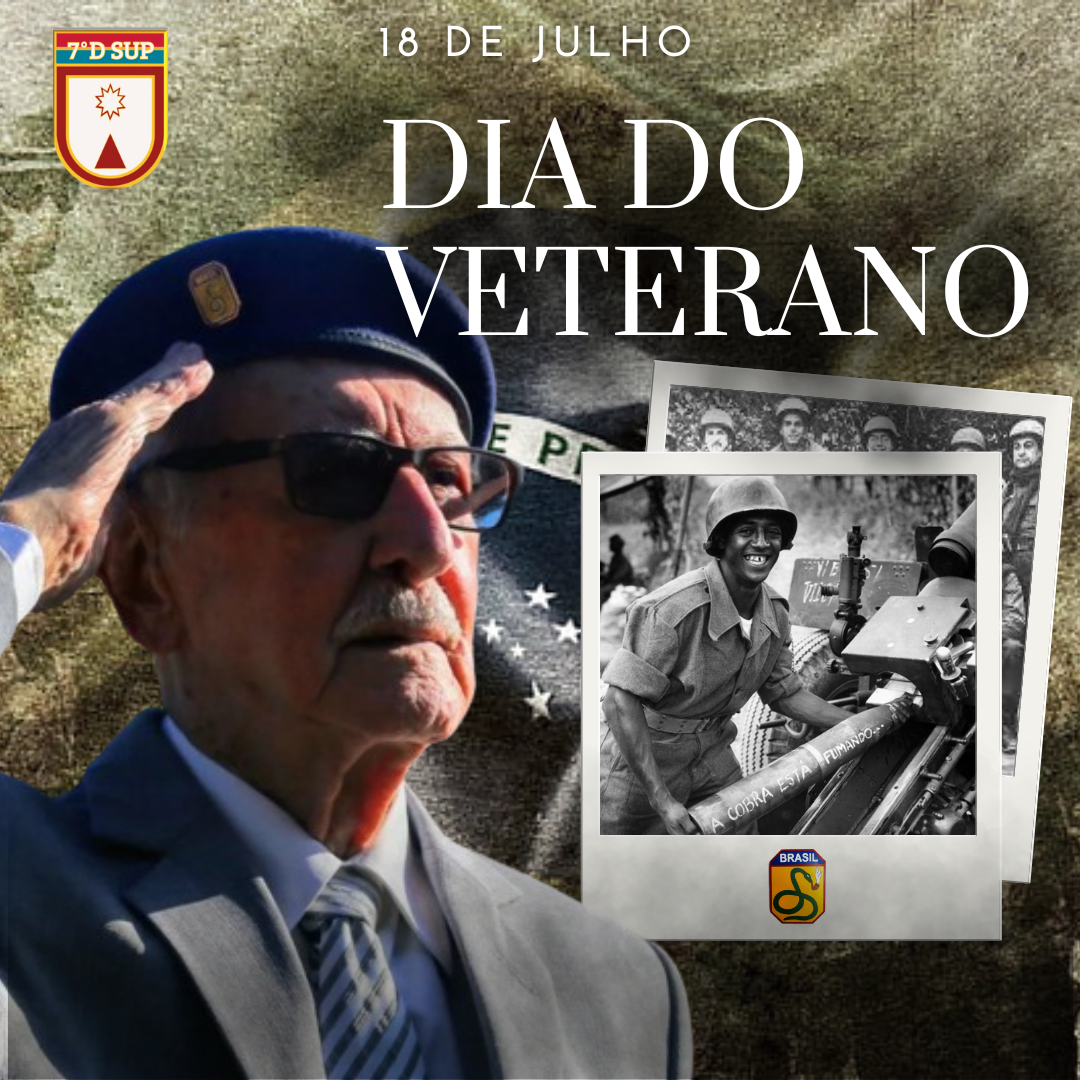 7° D SUP
18 DE JULHO
DIA DO
VETERANO
E P
A COBRA ESTÁ FUMANDO...
BRASIL